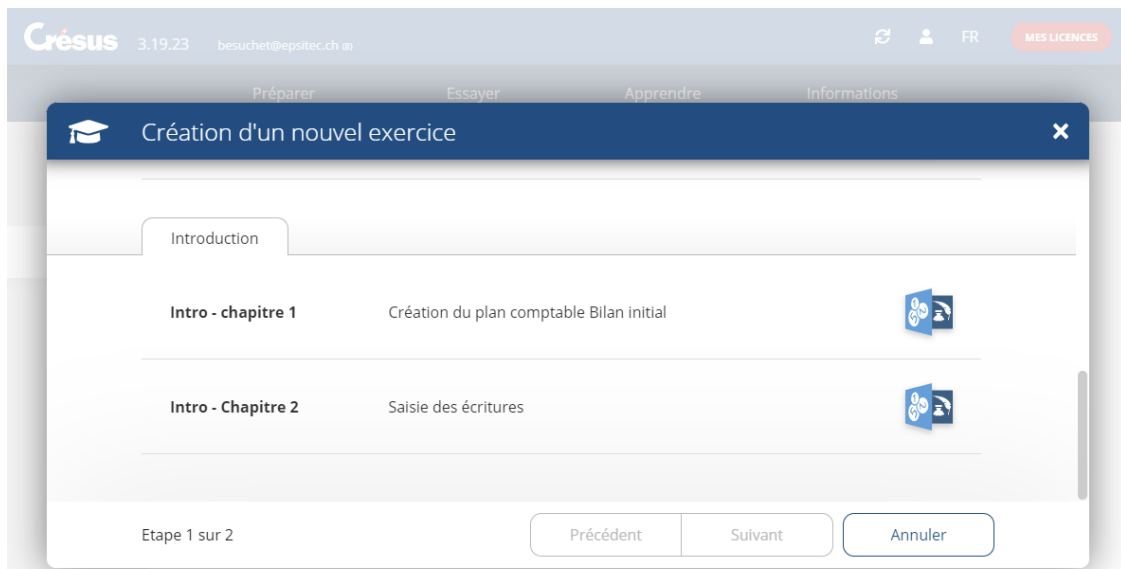 Crésus 3.19.23 besuchet@epsitec.ch FR MES LICENCES
Préparer Essayer Apprendre Informations
Création d'un nouvel exercice
Introduction
Intro - chapitre 1 Création du plan comptable Bilan initial
Intro - Chapitre 2 Saisie des écritures
Etape 1 sur 2 Précédent Suivant Annuler